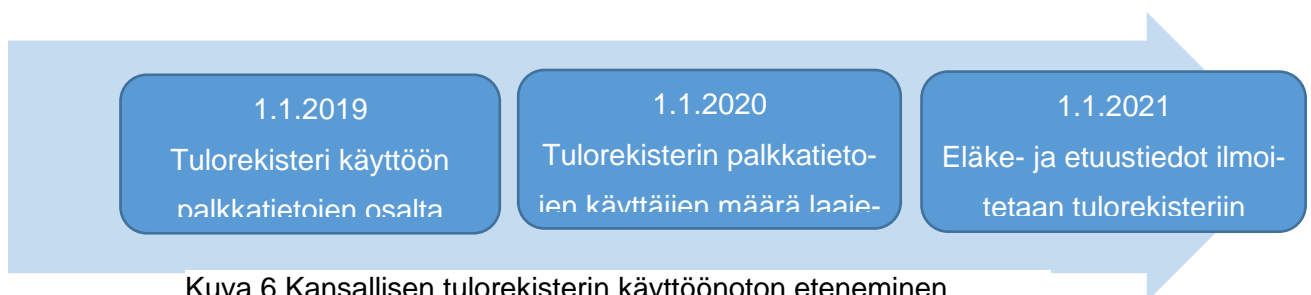 1.1.2019
Tulorekisteri käyttöön
palkkatietojen osalta
1.1.2020
Tulorekisterin palkkatieto-
jen käyttäjien määrä laaje-
1.1.2021
Eläke- ja etuustiedot ilmoi-
tetaan tulorekisteriin
Kuva 6 Kansallisen tulorekisterin käyttöönoton eteneminen